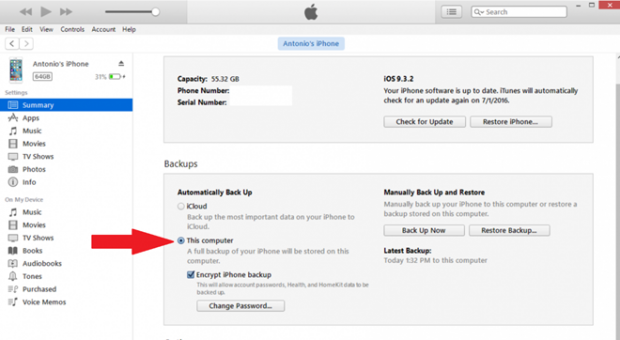 Search
File Edit View Controls Account Help
Antonio's iPhone
Antonio's iPhone
64GB 31%
Settings
Summary
Apps
Music
Movies
TV Shows
Photos
Info
On My Device
Music
Movies
TV Shows
Books
Audiobooks
Tones
Purchased
Voice Memos
Capacity: 55.32 GB
Phone Number:
Serial Number:
iOS 9.3.2
Your iPhone software is up to date. iTunes will automatically
check for an update again on 7/1/2016.
Check for Update Restore iPhone...
Backups
Automatically Back Up
iCloud
Back up the most important data on your iPhone to
iCloud.
This computer
A full backup of your iPhone will be stored on this
computer.
Encrypt iPhone backup
This will allow account passwords, Health, and HomeKit data to be
backed up.
Change Password...
Manually Back Up and Restore
Manually back up your iPhone to this computer or restore a
backup stored on this computer.
Back Up Now Restore Backup...
Latest Backup:
Today 1:32 PM to this computer